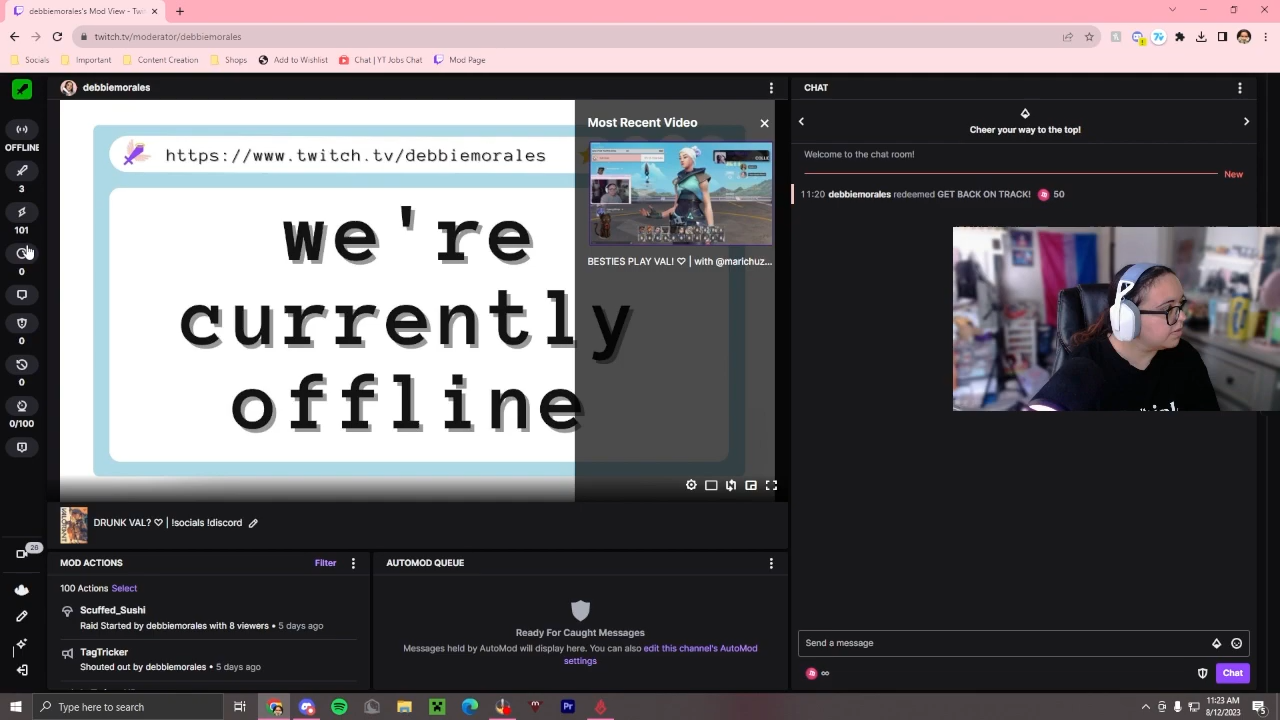 debbiemorales's Mod View - Tw
twitch.tv/moderator/debbiemorales
Socials
Important
Content Creation
Shops
Add to Wishlist
Chat | YT Jobs Chat
Mod Page
debbiemorales
CHAT
OFFLINE
3
101
0
0
0
0/100
28
https://www.twitch.tv/debbiemorales
we're
currently
offline
Most Recent Video
BESTIES PLAY VAL! ♡ | with @marichuz...
DRUNK VAL? ♡ | !socials !discord
Cheer your way to the top!
Welcome to the chat room!
New
11:20 debbiemorales redeemed GET BACK ON TRACK! 50
MOD ACTIONS
Filter
100 Actions Select
Scuffed_Sushi
Raid Started by debbiemorales with 8 viewers • 5 days ago
TagTricker
Shouted out by debbiemorales • 5 days ago
AUTOMOD QUEUE
Ready For Caught Messages
Messages held by AutoMod will display here. You can also edit this channel's AutoMod
settings
Send a message
∞
Chat
Type here to search
11:23 AM
8/12/2023
5